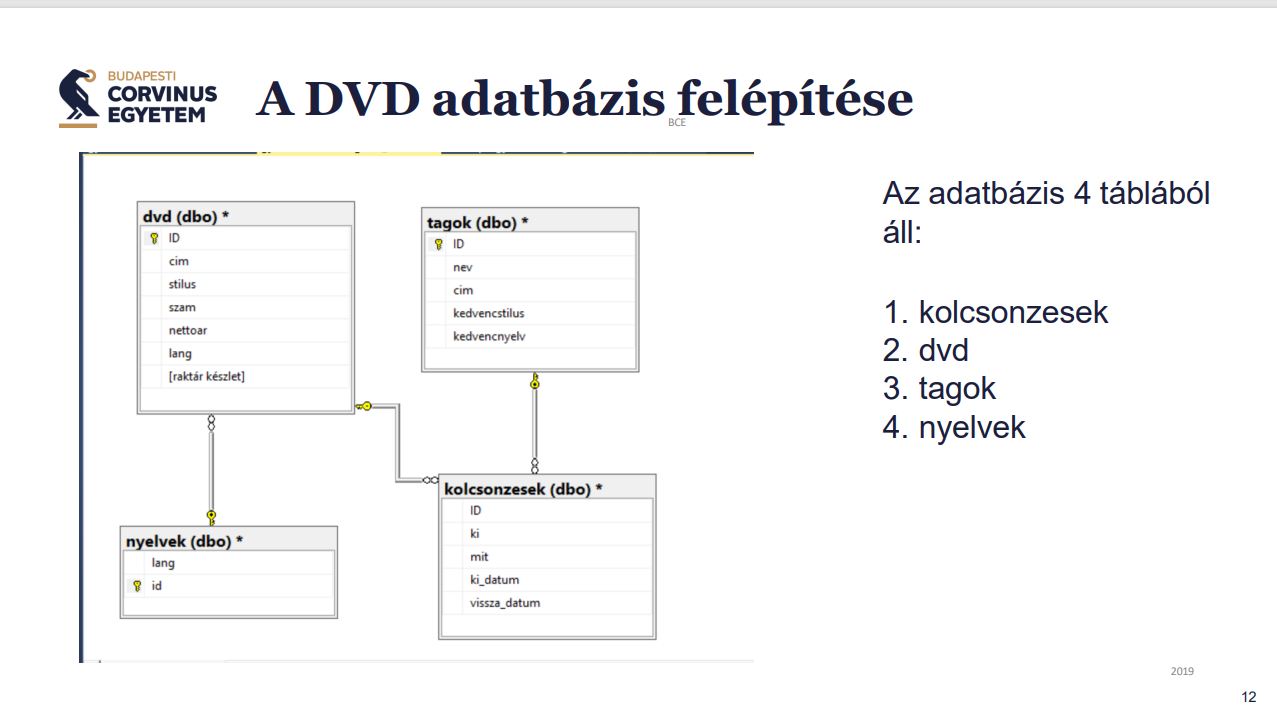 BUDAPESTI
CORVINUS
EGYETEM
A DVD adatbázis felépítése
BCE
dvd (dbo) *
ID
cim
stilus
szam
nettoar
lang
[raktár készlet]
tagok (dbo) *
ID
nev
cim
kedvencstilus
kedvencnyelv
nyelvek (dbo) *
lang
id
kolcsonzesek (dbo) *
ID
ki
mit
ki_datum
vissza_datum
Az adatbázis 4 táblából
áll:
1. kolcsonzesek
2. dvd
3. tagok
4. nyelvek
2019
12